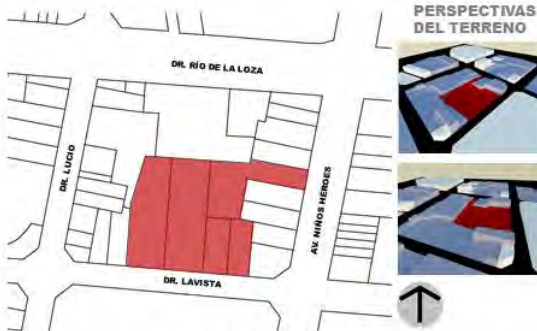 PERSPECTIVAS
DEL TERRENO
DR. RÍO DE LA LOZA
DR. LUCIO
AV. NIÑOS HÉROES
DR. LAVISTA